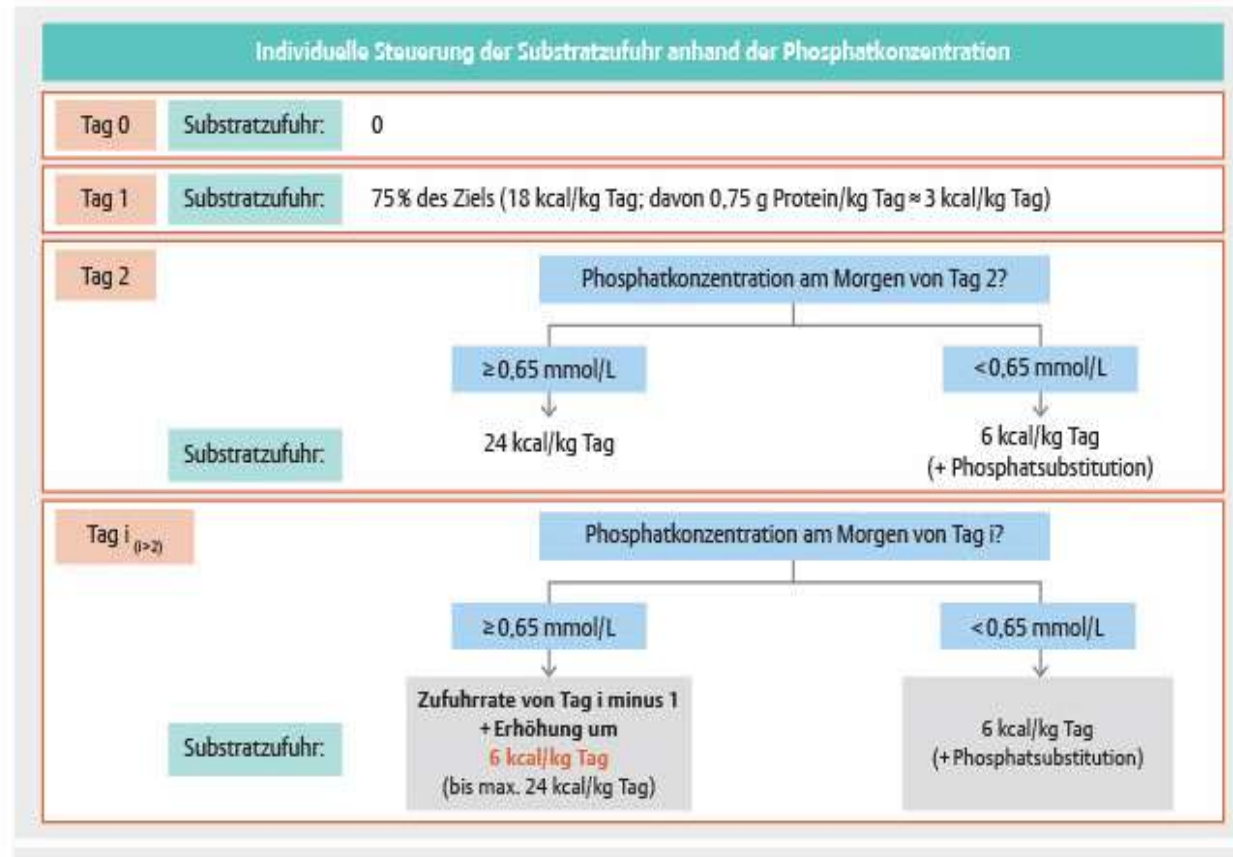 Individuelle Steuerung der Substratzufuhr anhand der Phosphatkonzentration
Tag 0 Substratzufuhr: 0
Tag 1 Substratzufuhr: 75 % des Ziels (18 kcal/kg Tag; davon 0,75 g Protein/kg Tag ≈ 3 kcal/kg Tag)
Tag 2 Phosphatkonzentration am Morgen von Tag 2?
≥ 0,65 mmol/L < 0,65 mmol/L
Substratzufuhr: 24 kcal/kg Tag 6 kcal/kg Tag
(+ Phosphatsubstitution)
Tag i (i>2) Phosphatkonzentration am Morgen von Tag i?
≥ 0,65 mmol/L < 0,65 mmol/L
Substratzufuhr: Zufuhrrate von Tag i minus 1
+ Erhöhung um
6 kcal/kg Tag
(bis max. 24 kcal/kg Tag)
6 kcal/kg Tag
(+ Phosphatsubstitution)